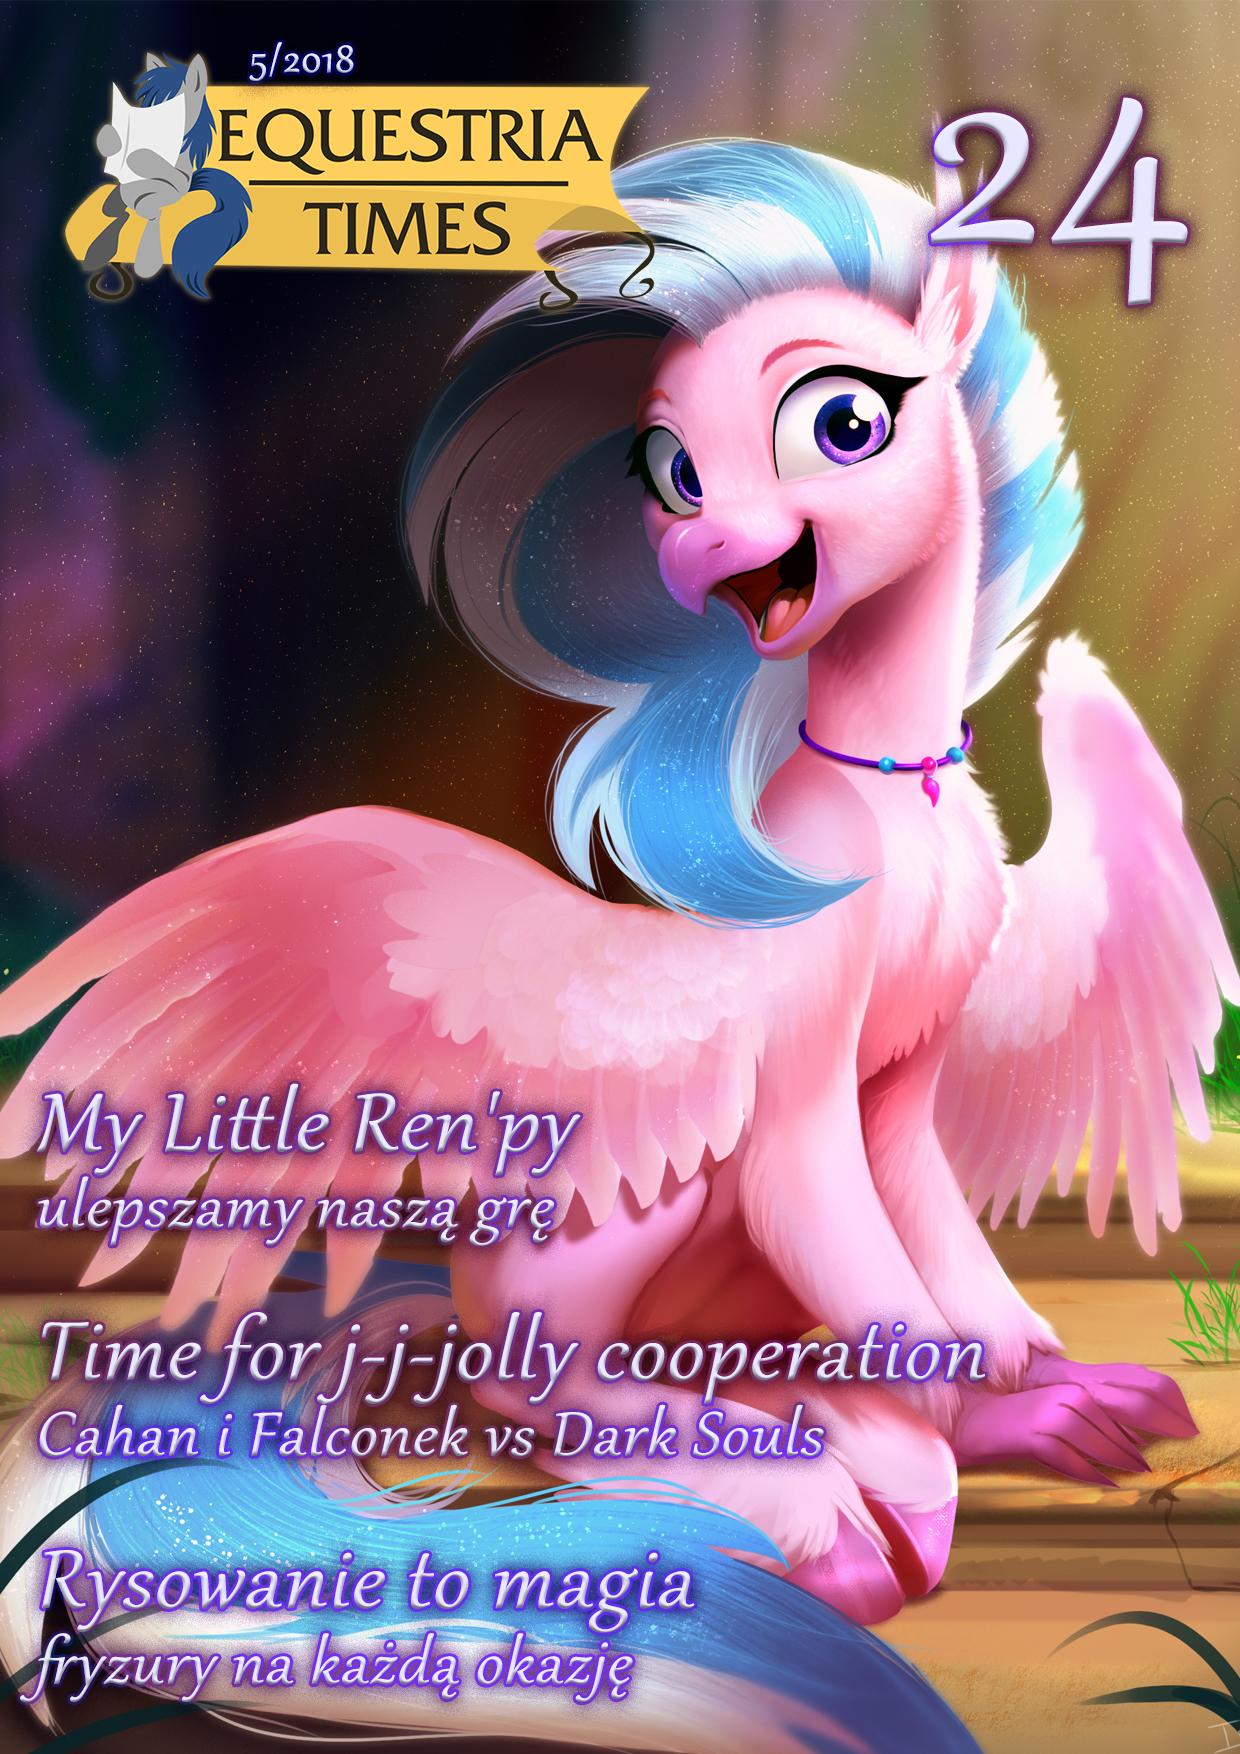 5/2018
EQUESTRIA
TIMES
24
My Little Ren'py
ulepszamy naszą grę
Time for j-j-jolly cooperation
Cahan i Falconek vs Dark Souls
Rysowanie to magia
fryzury na każdą okazję